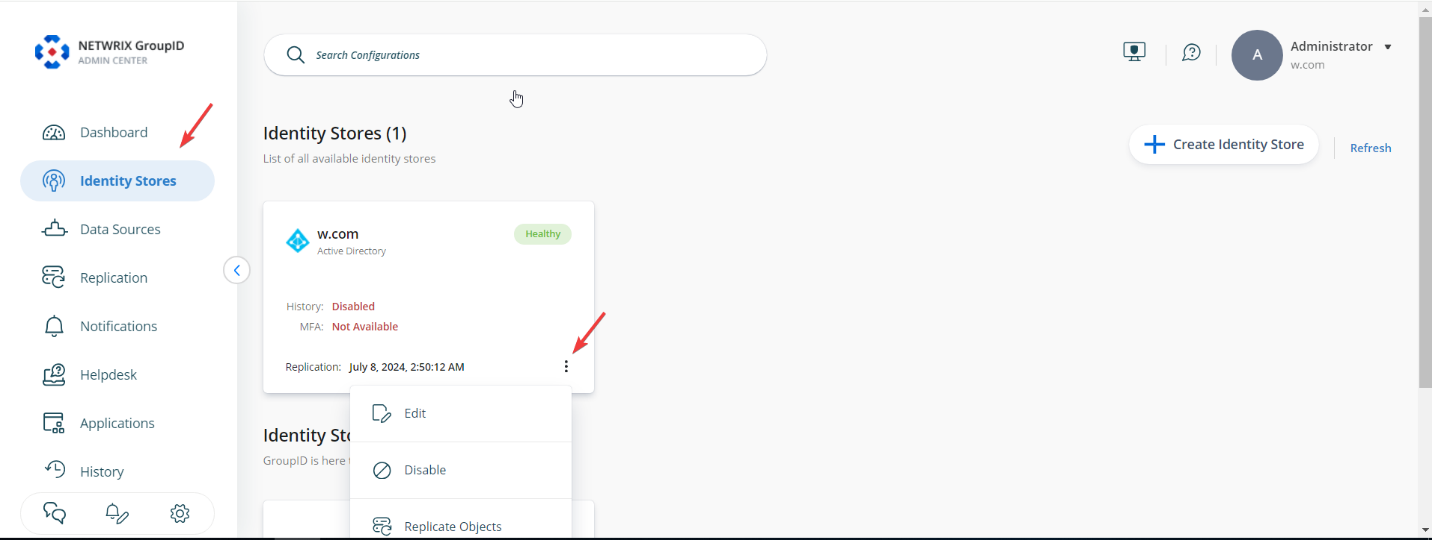 NETWRIX GroupID
ADMIN CENTER
Dashboard
Identity Stores
Data Sources
Replication
Notifications
Helpdesk
Applications
History
Search Configurations
A
Administrator
w.com
Identity Stores (1)
List of all available identity stores
Create Identity Store
Refresh
w.com
Healthy
Active Directory
History: Disabled
MFA: Not Available
Replication: July 8, 2024, 2:50:12 AM
Edit
Disable
Replicate Objects
Identity Sto
GroupID is here t